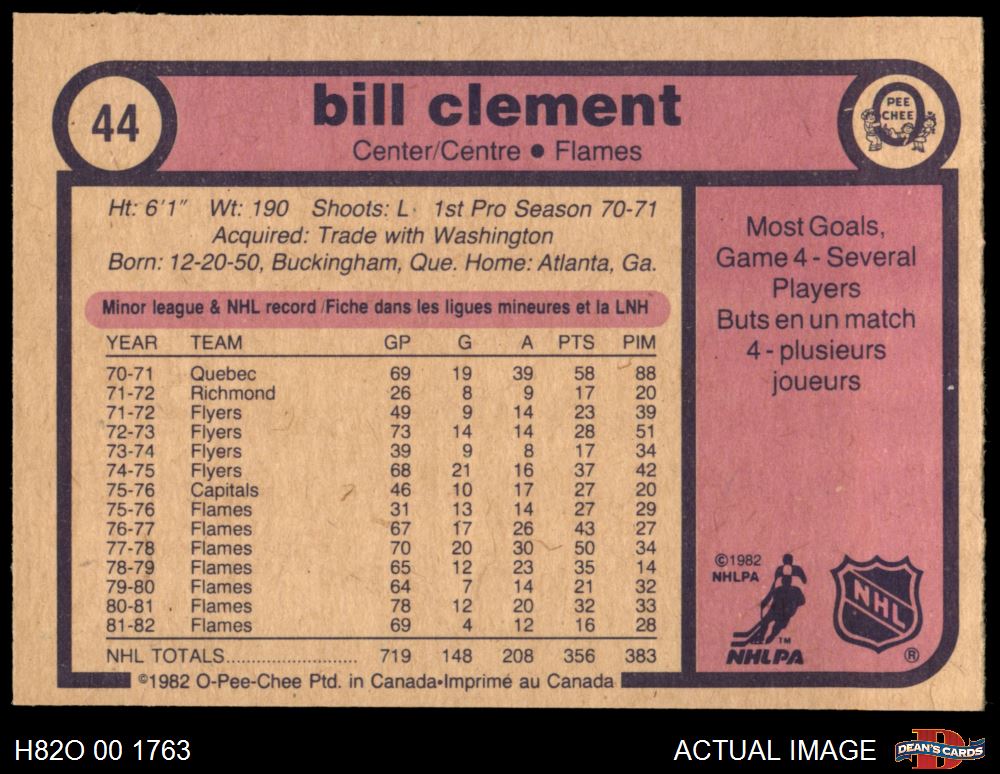 44
bill clement
Center/Centre ● Flames
PEE
CHEE
Ht: 6'1" Wt: 190 Shoots: L 1st Pro Season 70-71
Acquired: Trade with Washington
Born: 12-20-50, Buckingham, Que. Home: Atlanta, Ga.
Minor league & NHL record/Fiche dans les ligues mineures et la LNH
YEAR TEAM GP G A PTS PIM
70-71 Quebec 69 19 39 58 88
71-72 Richmond 26 8 9 17 20
71-72 Flyers 49 9 14 23 39
72-73 Flyers 73 14 14 28 51
73-74 Flyers 39 9 8 17 34
74-75 Flyers 68 21 16 37 42
75-76 Capitals 46 10 17 27 20
75-76 Flames 31 13 14 27 29
76-77 Flames 67 17 26 43 27
77-78 Flames 70 20 30 50 34
78-79 Flames 65 12 23 35 14
79-80 Flames 64 7 14 21 32
80-81 Flames 78 12 20 32 33
81-82 Flames 69 4 12 16 28
NHL TOTALS........................ 719 148 208 356 383
©1982 O-Pee-Chee Ptd. in Canada•Imprimé au Canada
Most Goals,
Game 4 - Several
Players
Buts en un match
4 - plusieurs
joueurs
©1982
NHLPA
TM
NHLPA
NHL
®
H82O 00 1763
ACTUAL IMAGE
DEAN'S CARDS